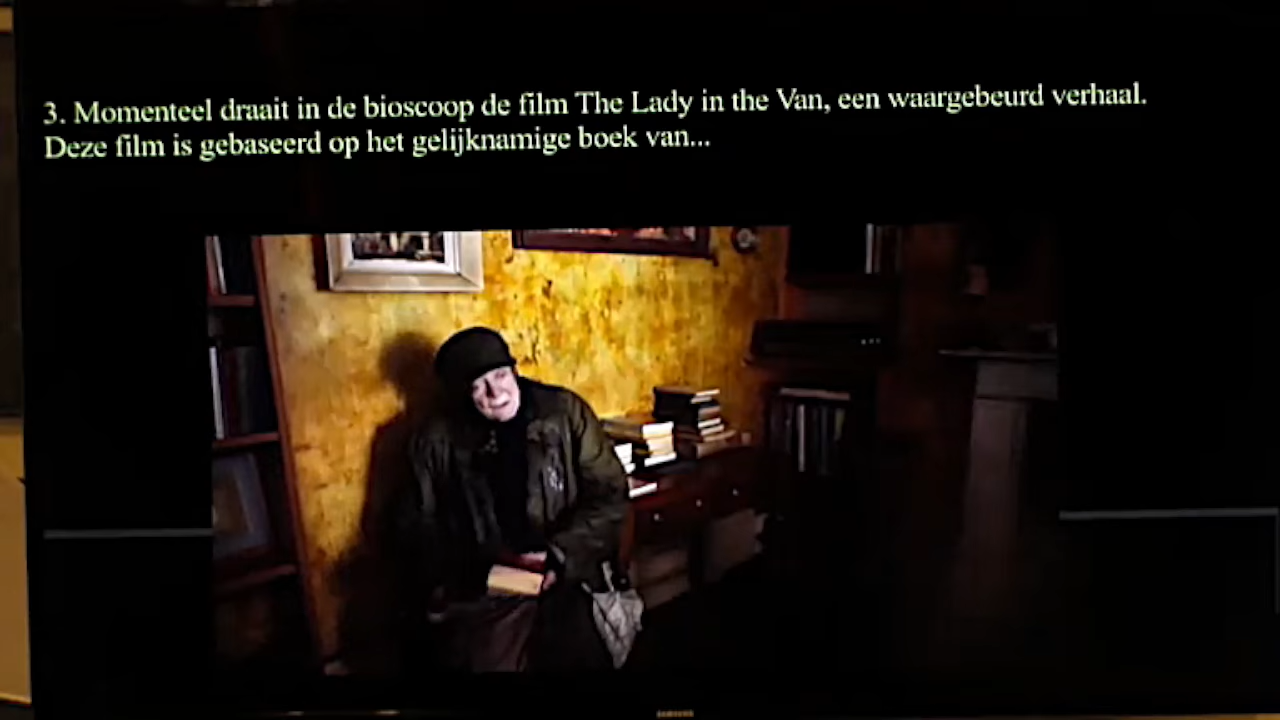 3. Momenteel draait in de bioscoop de film The Lady in the Van, een waargebeurd verhaal.
Deze film is gebaseerd op het gelijknamige boek van...
SAMSUNG